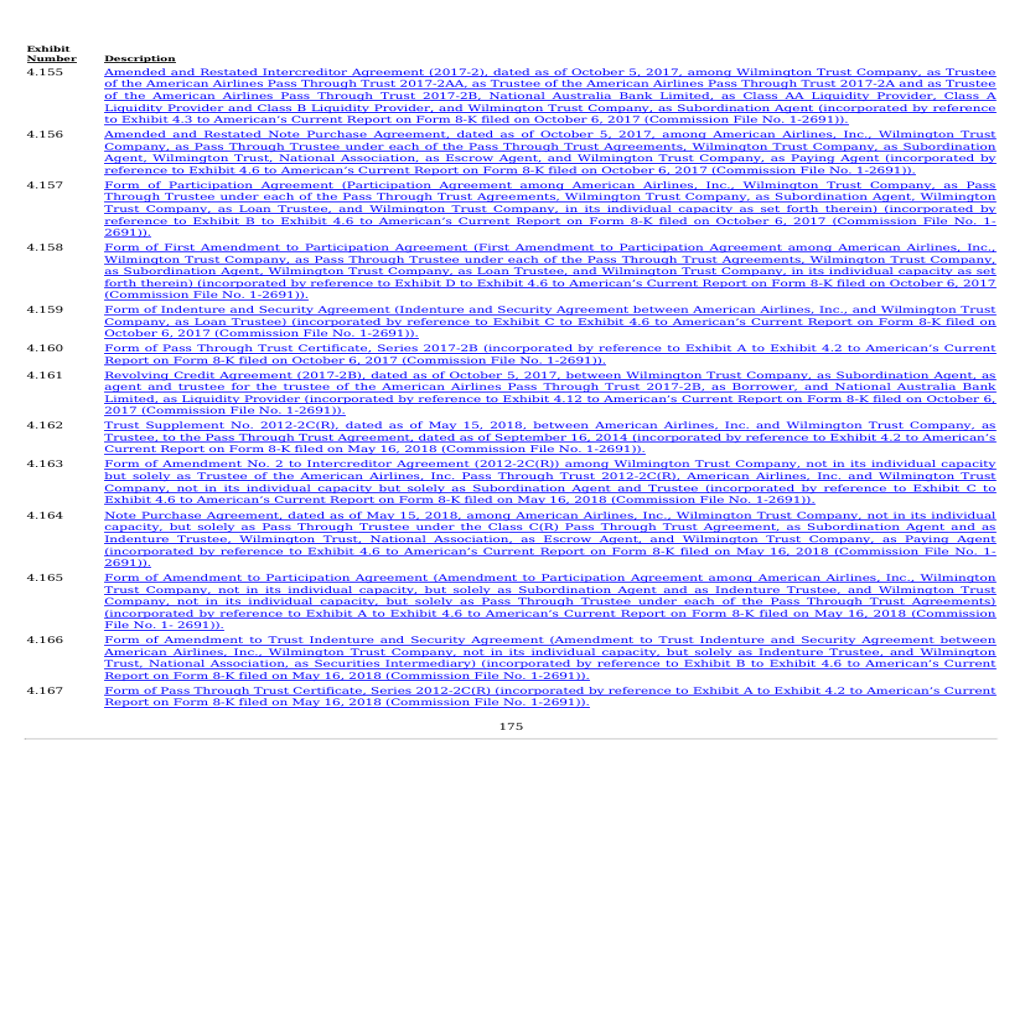 Exhibit
Number Description
4.155 Amended and Restated Intercreditor Agreement (2017-2), dated as of October 5, 2017, among Wilmington Trust Company, as Trustee
of the American Airlines Pass Through Trust 2017-2AA, as Trustee of the American Airlines Pass Through Trust 2017-2A and as Trustee
of the American Airlines Pass Through Trust 2017-2B, National Australia Bank Limited, as Class AA Liquidity Provider, Class A
Liquidity Provider and Class B Liquidity Provider, and Wilmington Trust Company, as Subordination Agent (incorporated by reference
to Exhibit 4.3 to American’s Current Report on Form 8-K filed on October 6, 2017 (Commission File No. 1-2691)).
4.156 Amended and Restated Note Purchase Agreement, dated as of October 5, 2017, among American Airlines, Inc., Wilmington Trust
Company, as Pass Through Trustee under each of the Pass Through Trust Agreements, Wilmington Trust Company, as Subordination
Agent, Wilmington Trust, National Association, as Escrow Agent, and Wilmington Trust Company, as Paying Agent (incorporated by
reference to Exhibit 4.6 to American’s Current Report on Form 8-K filed on October 6, 2017 (Commission File No. 1-2691)).
4.157 Form of Participation Agreement (Participation Agreement among American Airlines, Inc., Wilmington Trust Company, as Pass
Through Trustee under each of the Pass Through Trust Agreements, Wilmington Trust Company, as Subordination Agent, Wilmington
Trust Company, as Loan Trustee, and Wilmington Trust Company, in its individual capacity as set forth therein) (incorporated by
reference to Exhibit B to Exhibit 4.6 to American’s Current Report on Form 8-K filed on October 6, 2017 (Commission File No. 1-
2691)).
4.158 Form of First Amendment to Participation Agreement (First Amendment to Participation Agreement among American Airlines, Inc.,
Wilmington Trust Company, as Pass Through Trustee under each of the Pass Through Trust Agreements, Wilmington Trust Company,
as Subordination Agent, Wilmington Trust Company, as Loan Trustee, and Wilmington Trust Company, in its individual capacity as set
forth therein) (incorporated by reference to Exhibit D to Exhibit 4.6 to American’s Current Report on Form 8-K filed on October 6, 2017
(Commission File No. 1-2691)).
4.159 Form of Indenture and Security Agreement (Indenture and Security Agreement between American Airlines, Inc., and Wilmington Trust
Company, as Loan Trustee) (incorporated by reference to Exhibit C to Exhibit 4.6 to American’s Current Report on Form 8-K filed on
October 6, 2017 (Commission File No. 1-2691)).
4.160 Form of Pass Through Trust Certificate, Series 2017-2B (incorporated by reference to Exhibit A to Exhibit 4.2 to American’s Current
Report on Form 8-K filed on October 6, 2017 (Commission File No. 1-2691)).
4.161 Revolving Credit Agreement (2017-2B), dated as of October 5, 2017, between Wilmington Trust Company, as Subordination Agent, as
agent and trustee for the trustee of the American Airlines Pass Through Trust 2017-2B, as Borrower, and National Australia Bank
Limited, as Liquidity Provider (incorporated by reference to Exhibit 4.12 to American’s Current Report on Form 8-K filed on October 6,
2017 (Commission File No. 1-2691)).
4.162 Trust Supplement No. 2012-2C(R), dated as of May 15, 2018, between American Airlines, Inc. and Wilmington Trust Company, as
Trustee, to the Pass Through Trust Agreement, dated as of September 16, 2014 (incorporated by reference to Exhibit 4.2 to American’s
Current Report on Form 8-K filed on May 16, 2018 (Commission File No. 1-2691)).
4.163 Form of Amendment No. 2 to Intercreditor Agreement (2012-2C(R)) among Wilmington Trust Company, not in its individual capacity
but solely as Trustee of the American Airlines, Inc. Pass Through Trust 2012-2C(R), American Airlines, Inc. and Wilmington Trust
Company, not in its individual capacity but solely as Subordination Agent and Trustee (incorporated by reference to Exhibit C to
Exhibit 4.6 to American’s Current Report on Form 8-K filed on May 16, 2018 (Commission File No. 1-2691)).
4.164 Note Purchase Agreement, dated as of May 15, 2018, among American Airlines, Inc., Wilmington Trust Company, not in its individual
capacity, but solely as Pass Through Trustee under the Class C(R) Pass Through Trust Agreement, as Subordination Agent and as
Indenture Trustee, Wilmington Trust, National Association, as Escrow Agent, and Wilmington Trust Company, as Paying Agent
(incorporated by reference to Exhibit 4.6 to American’s Current Report on Form 8-K filed on May 16, 2018 (Commission File No. 1-
2691)).
4.165 Form of Amendment to Participation Agreement (Amendment to Participation Agreement among American Airlines, Inc., Wilmington
Trust Company, not in its individual capacity, but solely as Subordination Agent and as Indenture Trustee, and Wilmington Trust
Company, not in its individual capacity, but solely as Pass Through Trustee under each of the Pass Through Trust Agreements)
(incorporated by reference to Exhibit A to Exhibit 4.6 to American’s Current Report on Form 8-K filed on May 16, 2018 (Commission
File No. 1- 2691)).
4.166 Form of Amendment to Trust Indenture and Security Agreement (Amendment to Trust Indenture and Security Agreement between
American Airlines, Inc., Wilmington Trust Company, not in its individual capacity, but solely as Indenture Trustee, and Wilmington
Trust, National Association, as Securities Intermediary) (incorporated by reference to Exhibit B to Exhibit 4.6 to American’s Current
Report on Form 8-K filed on May 16, 2018 (Commission File No. 1-2691)).
4.167 Form of Pass Through Trust Certificate, Series 2012-2C(R) (incorporated by reference to Exhibit A to Exhibit 4.2 to American’s Current
Report on Form 8-K filed on May 16, 2018 (Commission File No. 1-2691)).
175